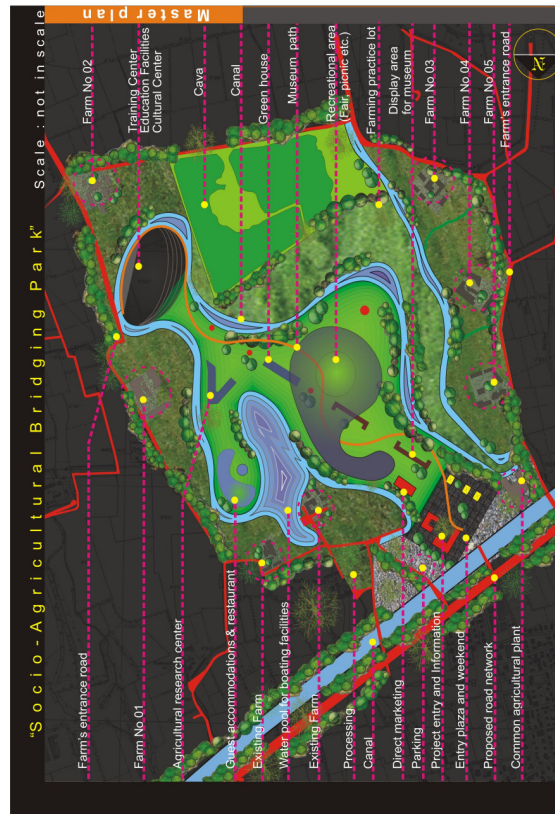 "Socio-Agricultural Bridging Park"
Scale : not in scale
Master plan
Farm's entrance road
Farm No 01
Agricultural research center
Guest accommodations & restaurant
Existing Farm
Water pool for boating facilities
Existing Farm
Processing
Canal
Direct marketing
Parking
Project entry and Information
Entry plaza and weekend
Proposed road network
Common agricultural plant
Farm No 02
Training Center
Education Facilities
Cultural Center
Cava
Canal
Green house
Museum. path
Recreational area
(Fair, picnic etc.)
Farming practice lot
Display area
for museum
Farm No 03
Farm No 04
Farm No 05
Farm's entrance road
N